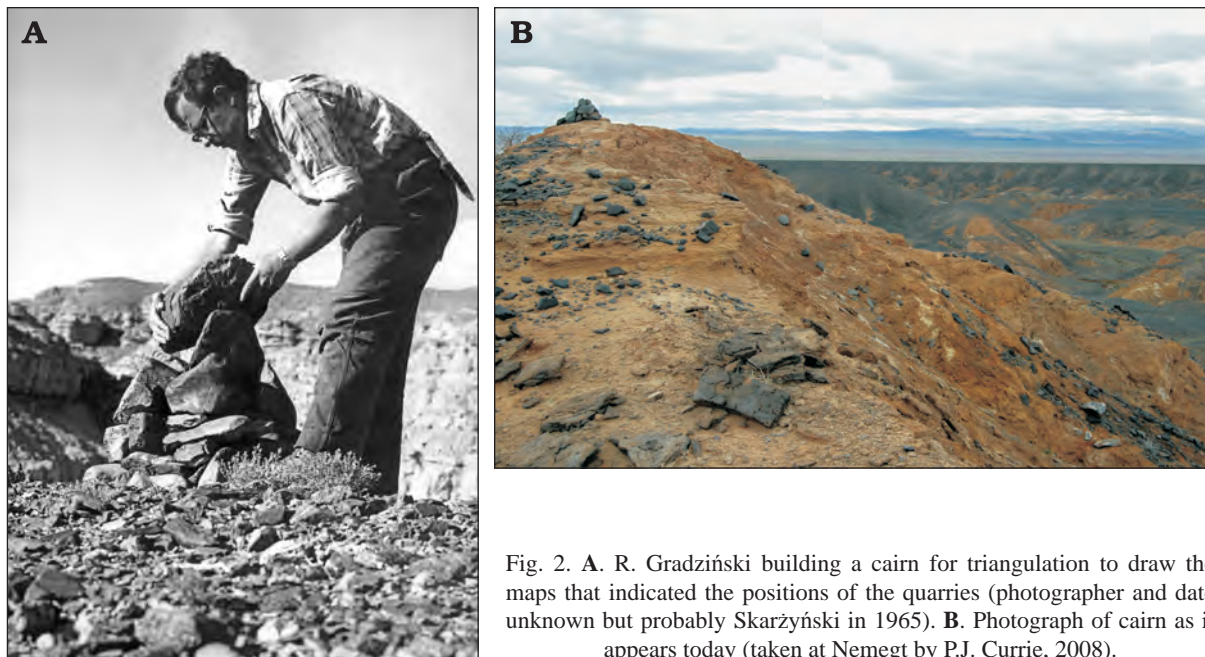 A
B
Fig. 2. A. R. Gradziński building a cairn for triangulation to draw the
maps that indicated the positions of the quarries (photographer and dat
unknown but probably Skarżyński in 1965). B. Photograph of cairn as i
appears today (taken at Nemegt by P.J. Currie, 2008).